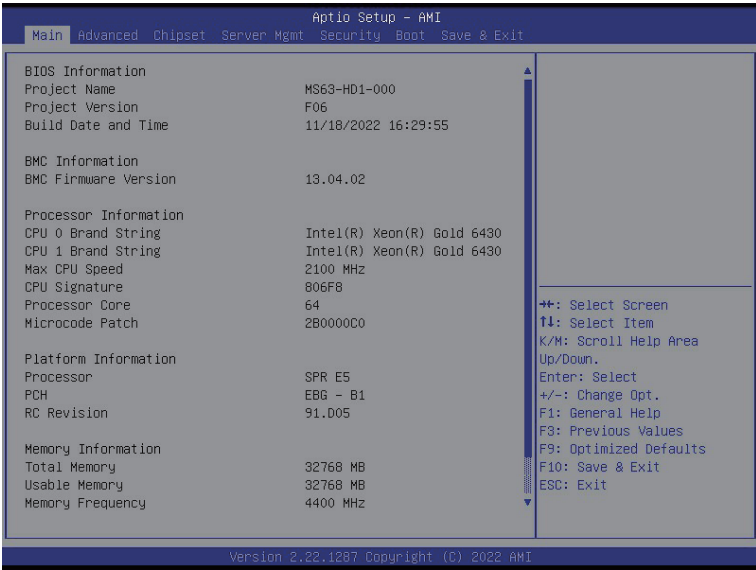 Aptio Setup – AMI
Main Advanced Chipset Server Mgmt Security Boot Save & Exit
BIOS Information
Project Name MS63-HD1-000
Project Version F06
Build Date and Time 11/18/2022 16:29:55
BMC Information
BMC Firmware Version 13.04.02
Processor Information
CPU 0 Brand String Intel(R) Xeon(R) Gold 6430
CPU 1 Brand String Intel(R) Xeon(R) Gold 6430
Max CPU Speed 2100 MHz
CPU Signature 806F8
Processor Core 64
Microcode Patch 2B0000C0
Platform Information
Processor SPR E5
PCH EBG - B1
RC Revision 91.D05
Memory Information
Total Memory 32768 MB
Usable Memory 32768 MB
Memory Frequency 4400 MHz
→←: Select Screen
↑↓: Select Item
K/M: Scroll Help Area
Up/Down.
Enter: Select
+/-: Change Opt.
F1: General Help
F3: Previous Values
F9: Optimized Defaults
F10: Save & Exit
ESC: Exit
Version 2.22.1287 Copyright (C) 2022 AMI